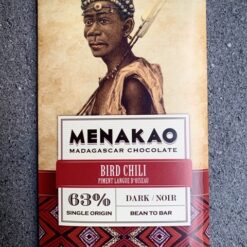 MENAKAO
MADAGASCAR CHOCOLATE
BIRD CHILI
PIMENT LANGUE D'OISEAU
63%
SINGLE ORIGIN
DARK / NOIR
BEAN TO BAR